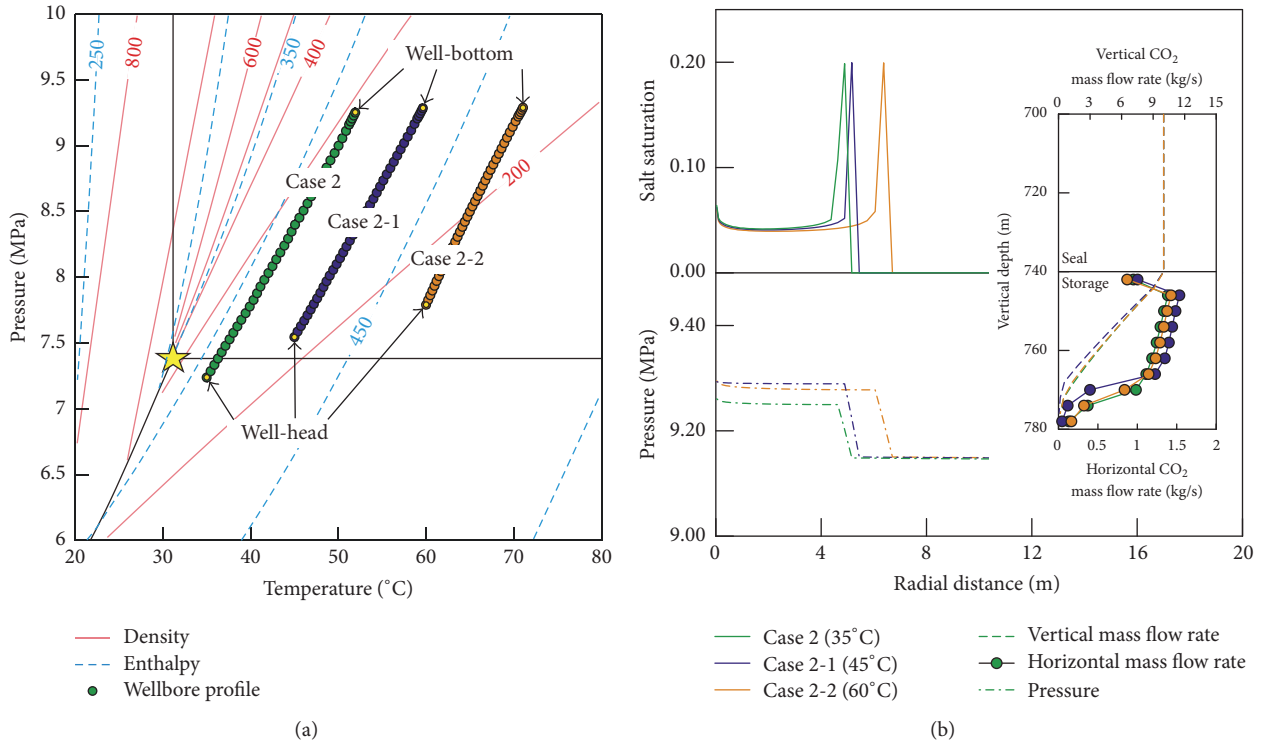 10
9.5
9
8.5
8
7.5
7
6.5
6
Pressure (MPa)
20
30
40
50
60
70
80
Temperature (˚C)
250
800
600
350
400
200
450
Well-bottom
Case 2
Case 2-1
Case 2-2
Well-head
Density
Enthalpy
Wellbore profile
(a)
0.20
0.10
0.00
Salt saturation
9.40
9.20
9.00
Pressure (MPa)
0
4
8
12
16
20
Radial distance (m)
Vertical CO2
mass flow rate (kg/s)
0 3 6 9 12 15
700
720
740
760
780
Vertical depth (m)
Seal
Storage
0 0.5 1 1.5 2
Horizontal CO2
mass flow rate (kg/s)
Case 2 (35˚C)
Case 2-1 (45˚C)
Case 2-2 (60˚C)
Vertical mass flow rate
Horizontal mass flow rate
Pressure
(b)